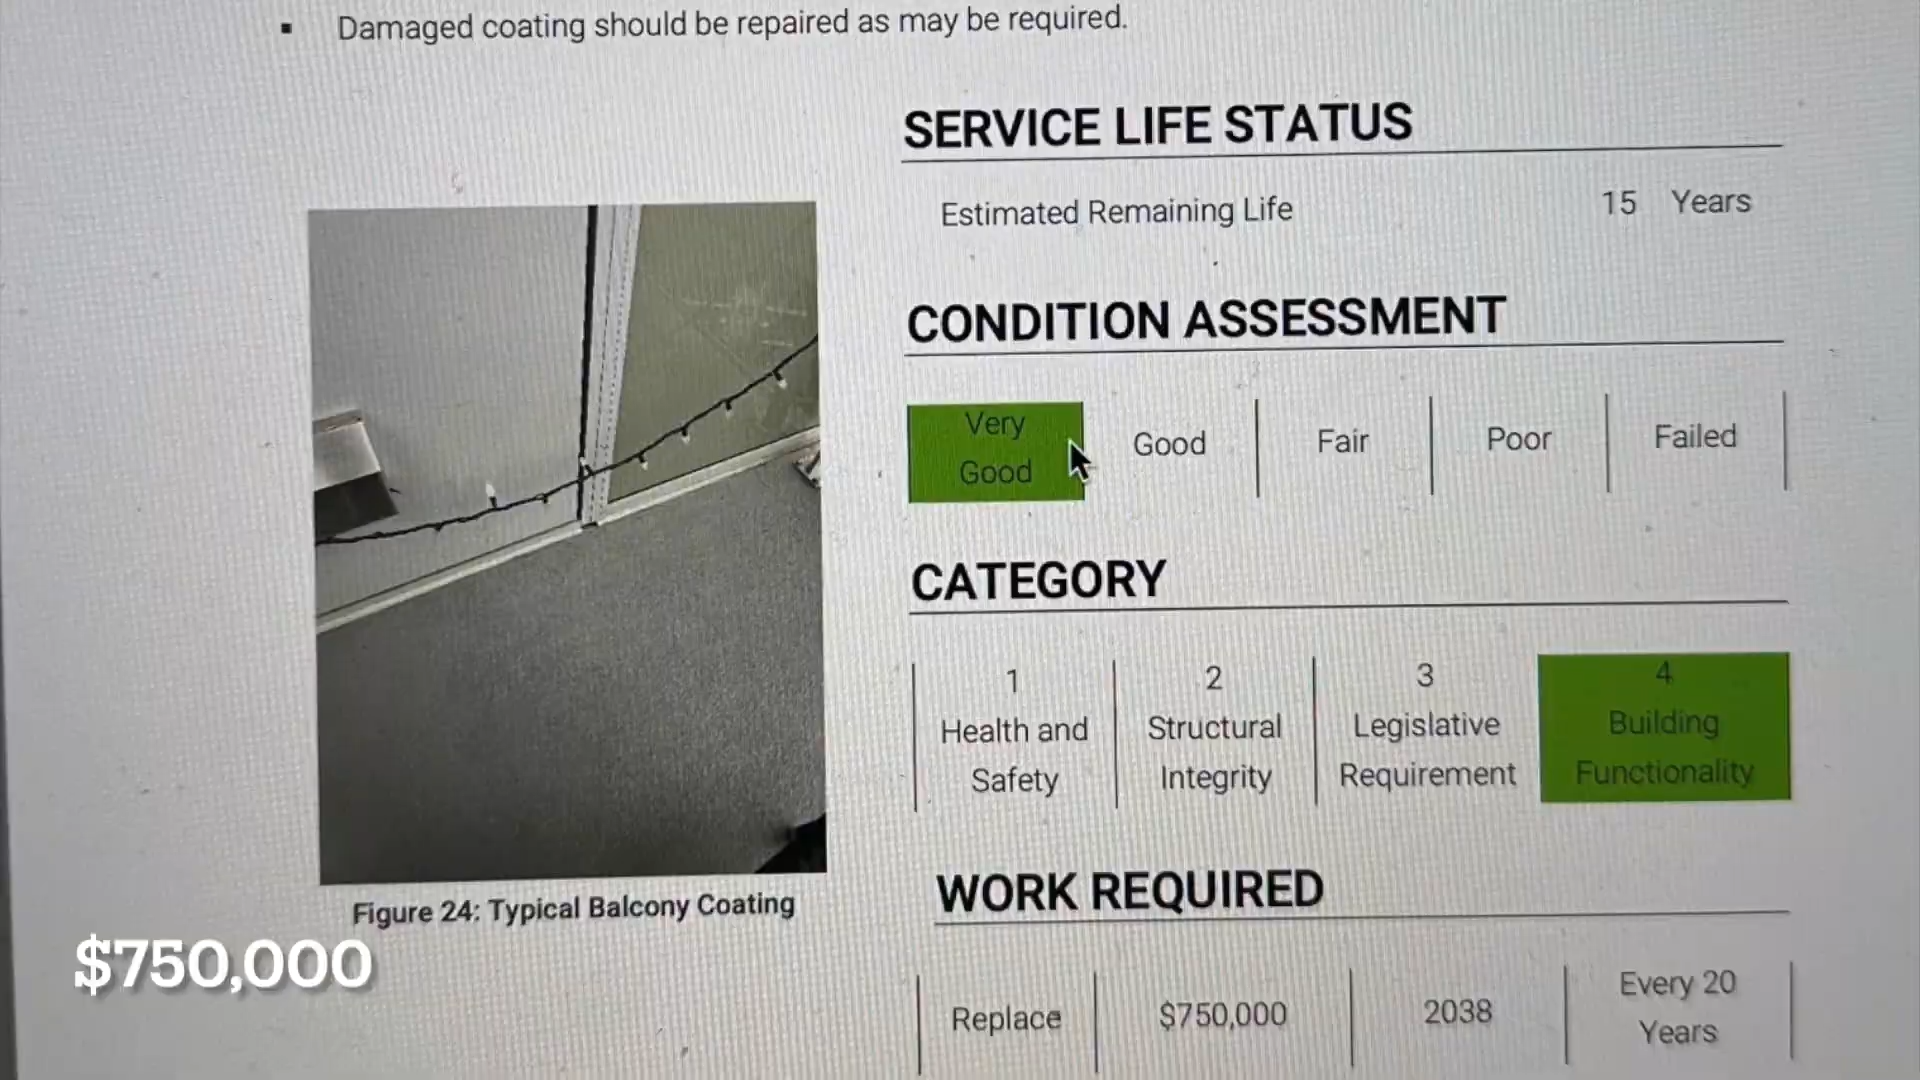 ▪ Damaged coating should be repaired as may be required.
SERVICE LIFE STATUS
Estimated Remaining Life 15 Years
CONDITION ASSESSMENT
Very Good
Good
Fair
Poor
Failed
CATEGORY
1 Health and Safety
2 Structural Integrity
3 Legislative Requirement
4 Building Functionality
Figure 24: Typical Balcony Coating
WORK REQUIRED
Replace
$750,000
2038
Every 20 Years
$750,000